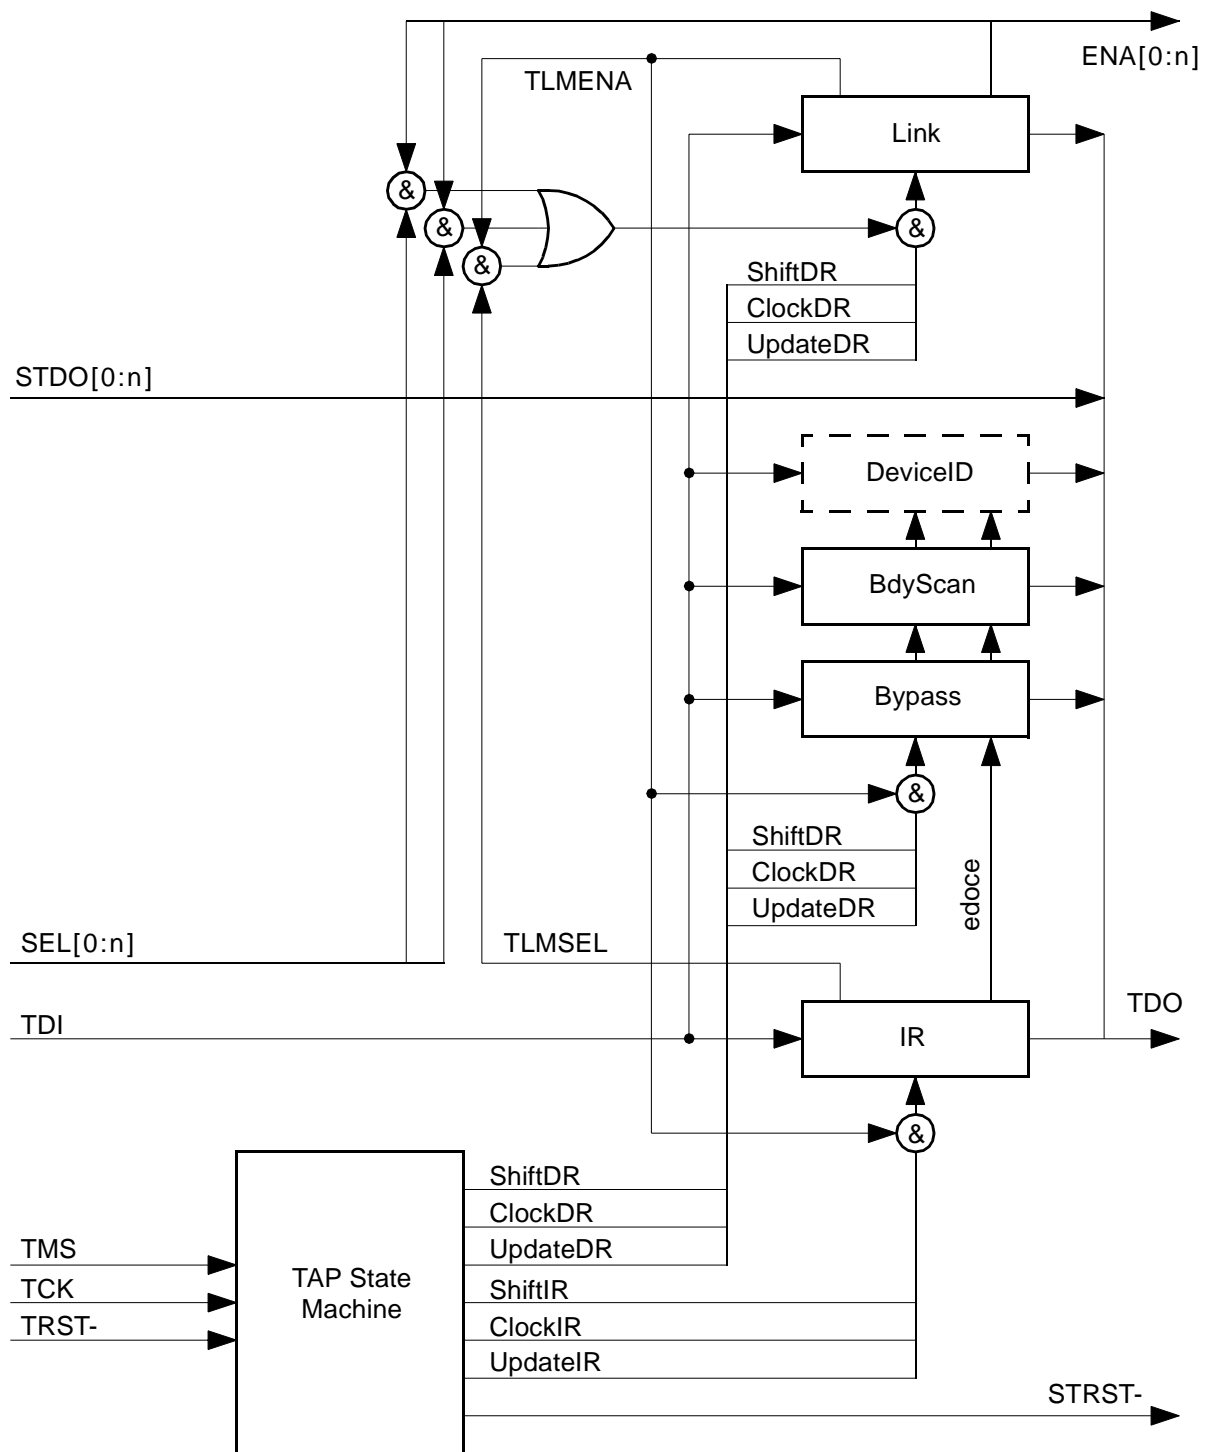 ENA[0:n]
TLMENA
Link
&
&
&
&
ShiftDR
ClockDR
UpdateDR
STDO[0:n]
DeviceID
BdyScan
Bypass
&
ShiftDR
ClockDR
UpdateDR
edoce
SEL[0:n]
TLMSEL
TDO
TDI
IR
&
ShiftDR
ClockDR
UpdateDR
TMS
TAP State
Machine
TCK
ShiftIR
TRST-
ClockIR
UpdateIR
STRST-